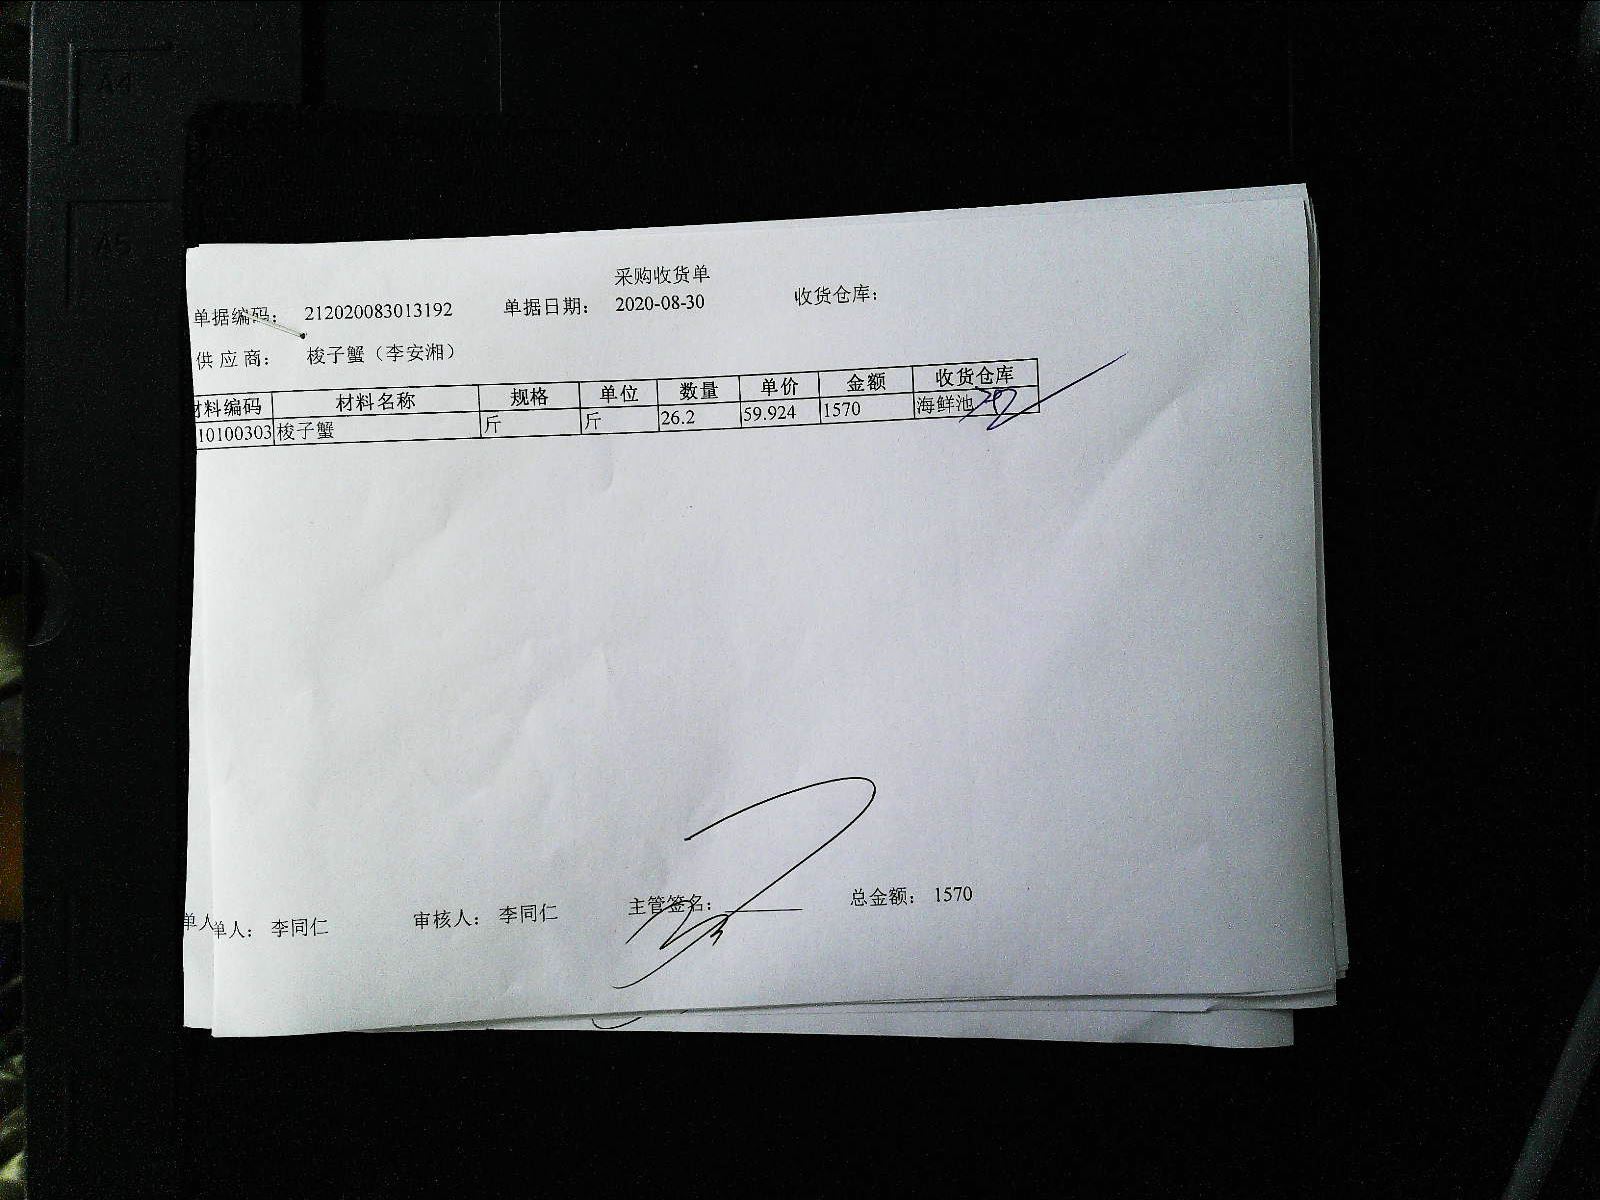 采购收货单
单据编码： 212020083013192 单据日期： 2020-08-30 收货仓库：
供 应 商： 梭子蟹（李安湘）
材料编码 材料名称 规格 单位 数量 单价 金额 收货仓库
10100303 梭子蟹 斤 斤 26.2 59.924 1570 海鲜池
单人 单人： 李同仁 审核人： 李同仁 主管签名： 总金额： 1570
A4
A5